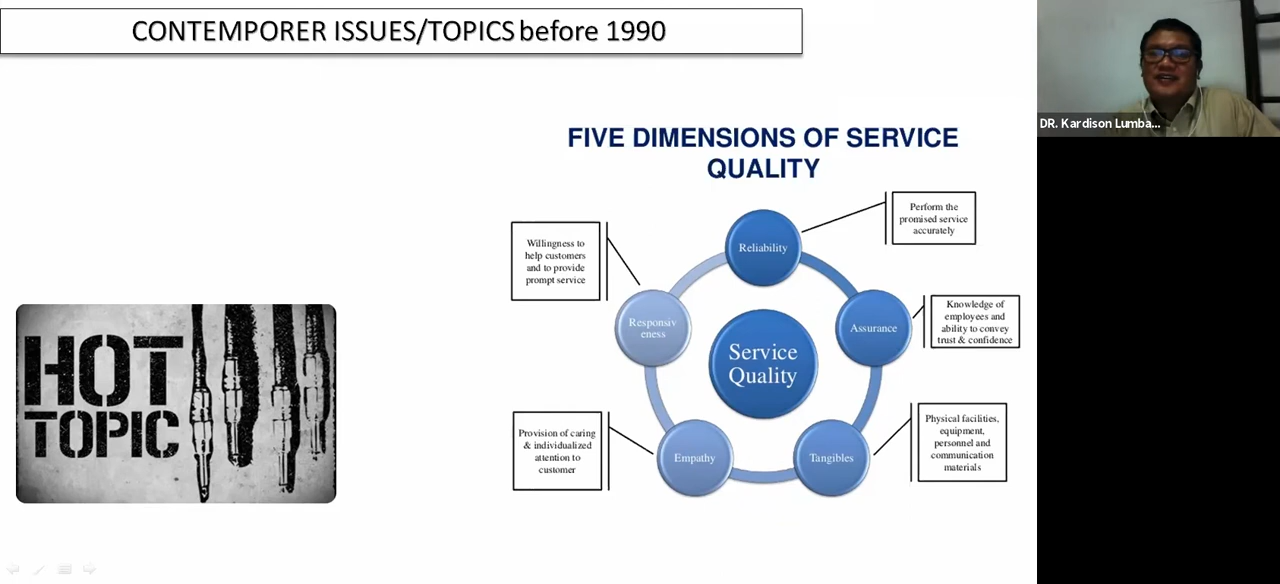 CONTEMPORER ISSUES/TOPICS before 1990
DR. Kardison Lumba...
FIVE DIMENSIONS OF SERVICE
QUALITY
Perform the
promised service
accurately
Reliability
Willingness to
help customers
and to provide
prompt service
Responsiv
eness
Assurance
Knowledge of
employees and
ability to convey
trust & confidence
Service
Quality
HOT
TOPIC
Provision of caring
& individualized
attention to
customer
Empathy
Tangibles
Physical facilities,
equipment,
personnel and
communication
materials